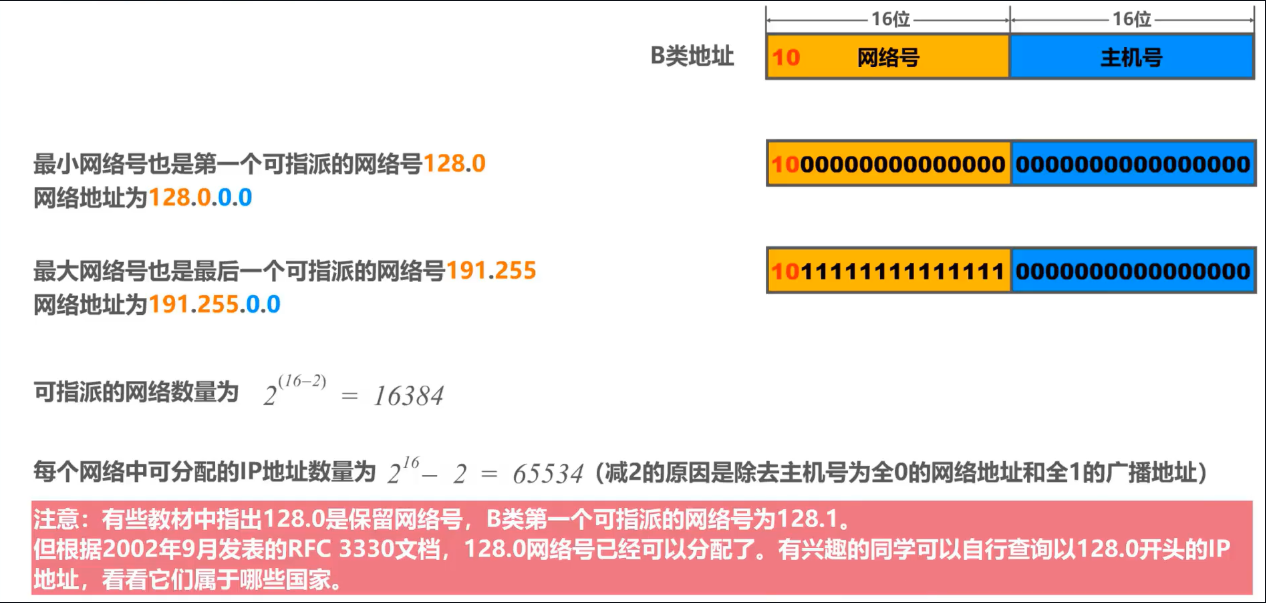 16位 16位
B类地址 10 网络号 主机号
最小网络号也是第一个可指派的网络号128.0
网络地址为128.0.0.0
1000000000000000 0000000000000000
最大网络号也是最后一个可指派的网络号191.255
网络地址为191.255.0.0
1011111111111111 0000000000000000
可指派的网络数量为 2^(16-2) = 16384
每个网络中可分配的IP地址数量为 2^16 - 2 = 65534（减2的原因是除去主机号为全0的网络地址和全1的广播地址）
注意：有些教材中指出128.0是保留网络号，B类第一个可指派的网络号为128.1。
但根据2002年9月发表的RFC 3330文档，128.0网络号已经可以分配了。有兴趣的同学可以自行查询以128.0开头的IP
地址，看看它们属于哪些国家。